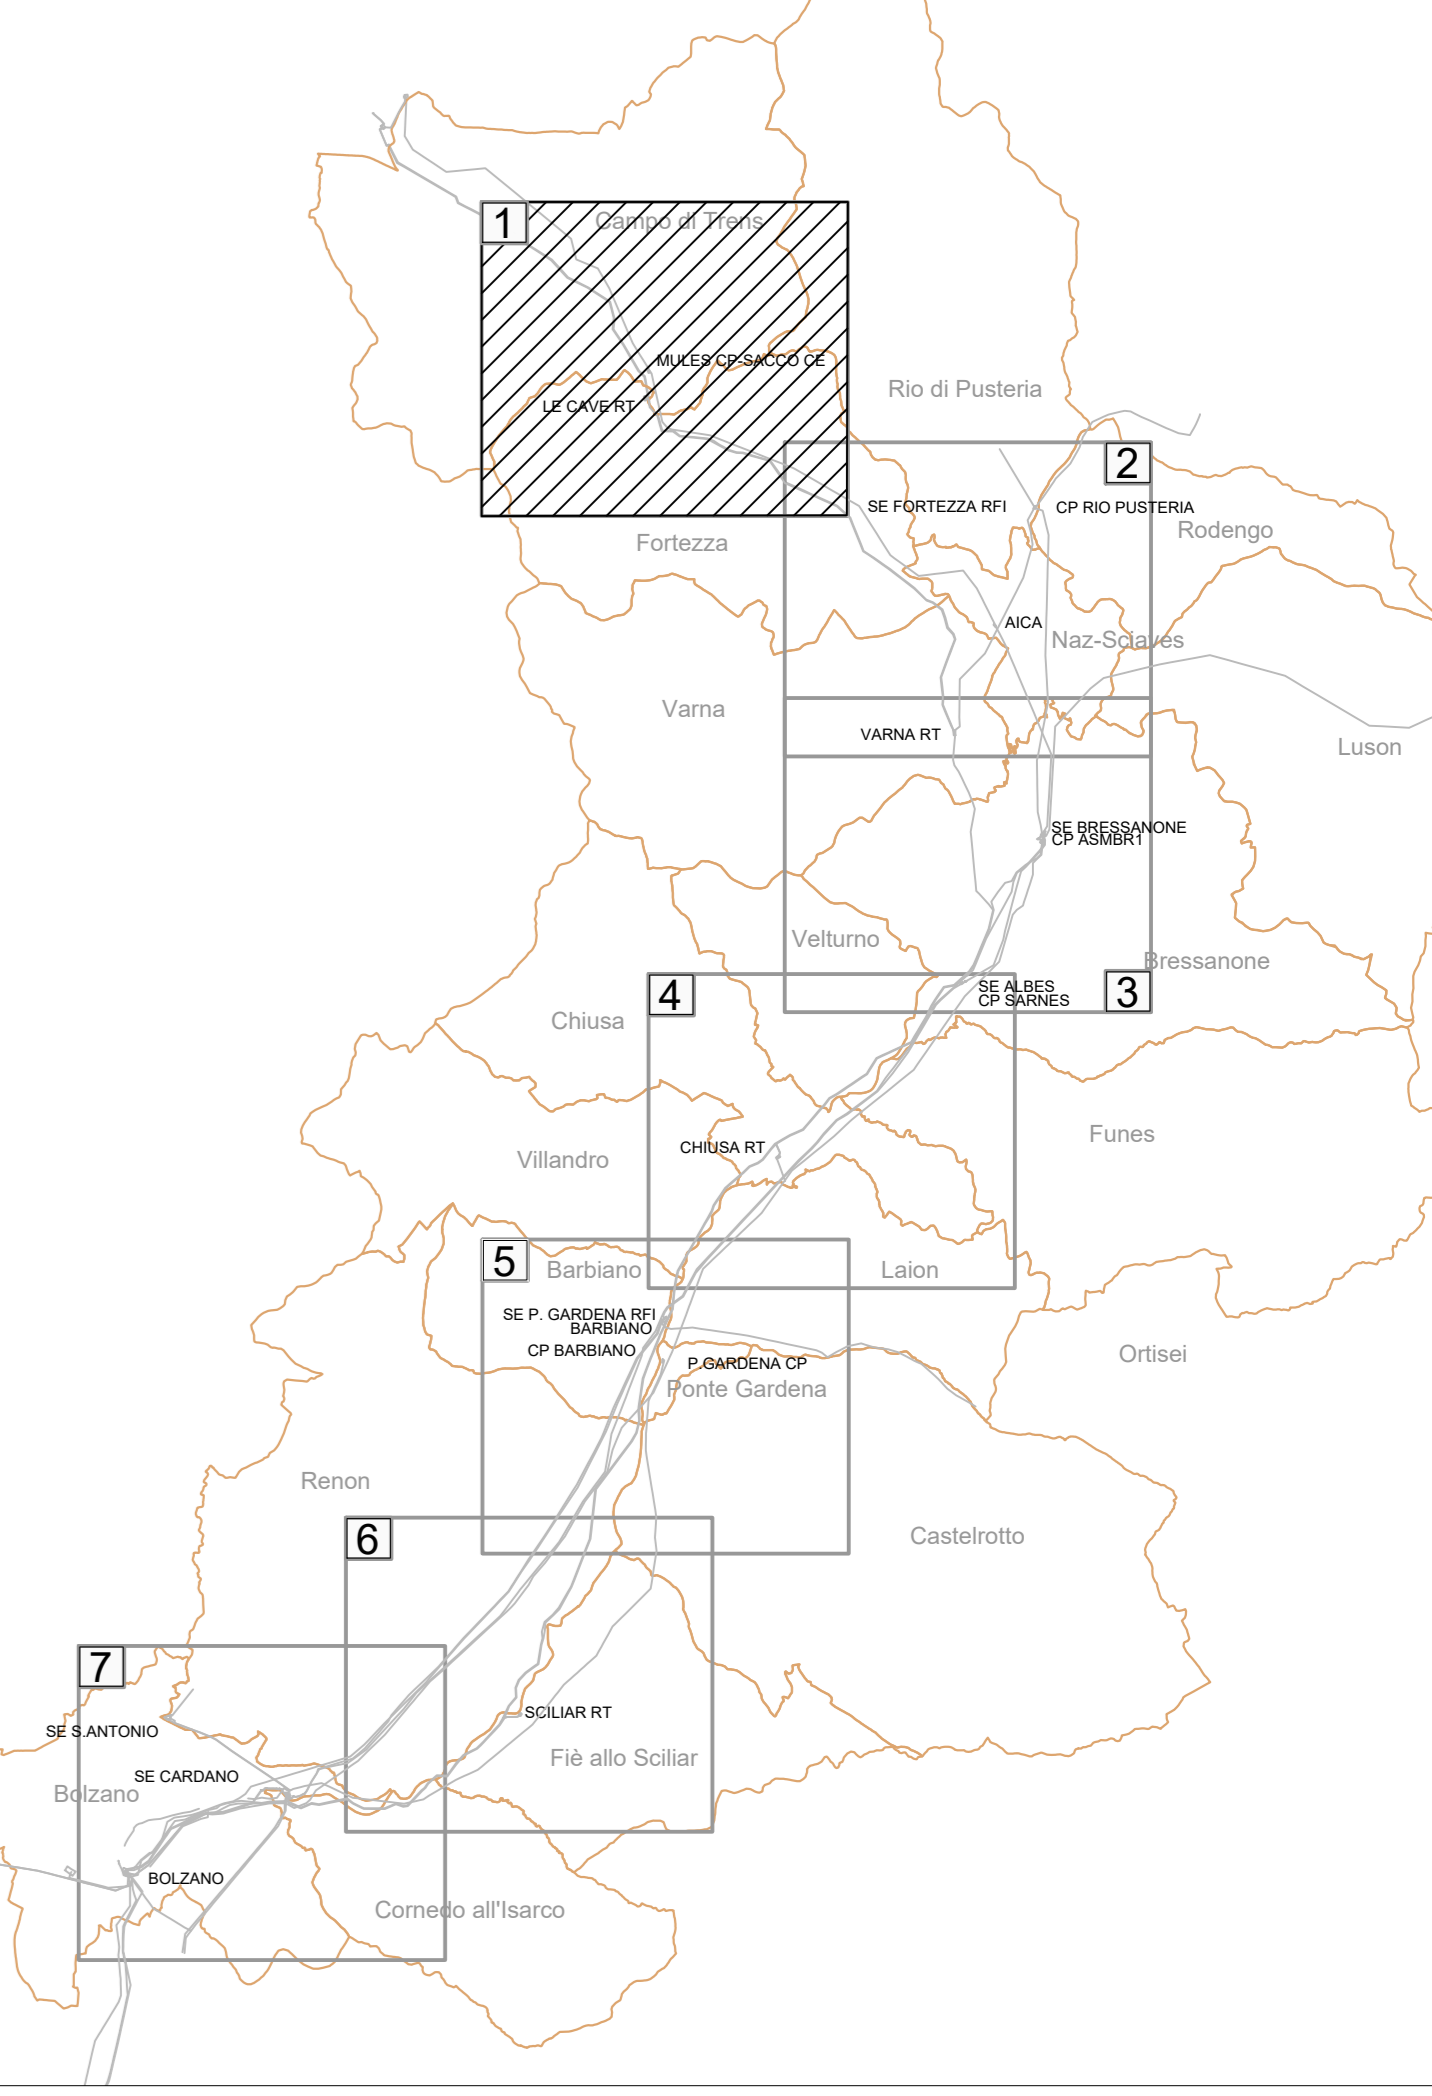 1
Campo di Trens
MULES CP-SACCO CE
Rio di Pusteria
LE CAVE RT
2
SE FORTEZZA RFI
CP RIO PUSTERIA
Rodengo
Fortezza
AICA
Naz-Sciaves
Varna
VARNA RT
Luson
SE BRESSANONE
CP ASMBR1
Velturno
Bressanone
4
SE ALBES
CP SARNES
3
Chiusa
Funes
CHIUSA RT
Villandro
5
Barbiano
Laion
SE P. GARDENA RFI
BARBIANO
CP BARBIANO
Ortisei
P.GARDENA CP
Ponte Gardena
Renon
6
Castelrotto
7
SCILIAR RT
SE S.ANTONIO
Fiè allo Sciliar
SE CARDANO
Bolzano
BOLZANO
Cornedo all'Isarco